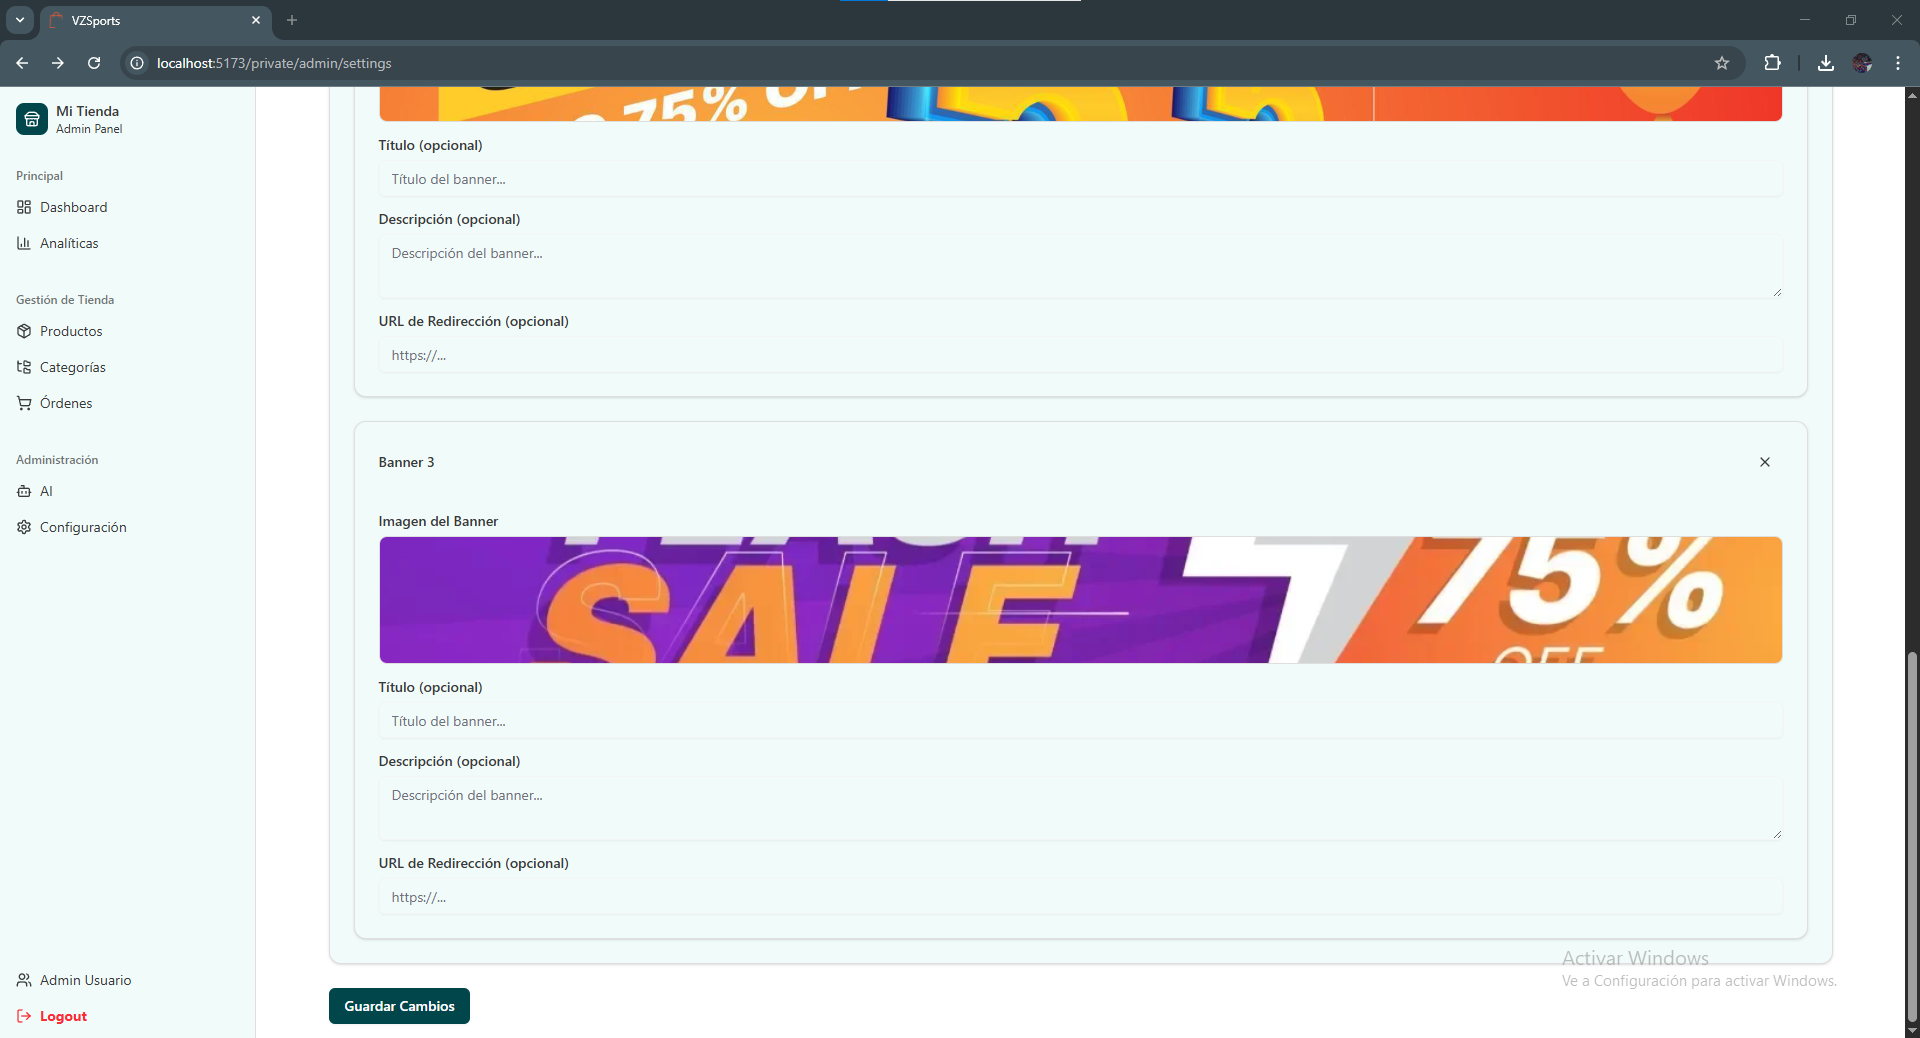 VZSports
localhost:5173/private/admin/settings
Mi Tienda
Admin Panel
Principal
Dashboard
Analíticas
Gestión de Tienda
Productos
Categorías
Órdenes
Administración
AI
Configuración
Admin Usuario
Logout
75% OFF
Título (opcional)
Título del banner...
Descripción (opcional)
Descripción del banner...
URL de Redirección (opcional)
https://...
Banner 3
Imagen del Banner
FLASH
SALE
75%
OFF
Título (opcional)
Título del banner...
Descripción (opcional)
Descripción del banner...
URL de Redirección (opcional)
https://...
Guardar Cambios
Activar Windows
Ve a Configuración para activar Windows.